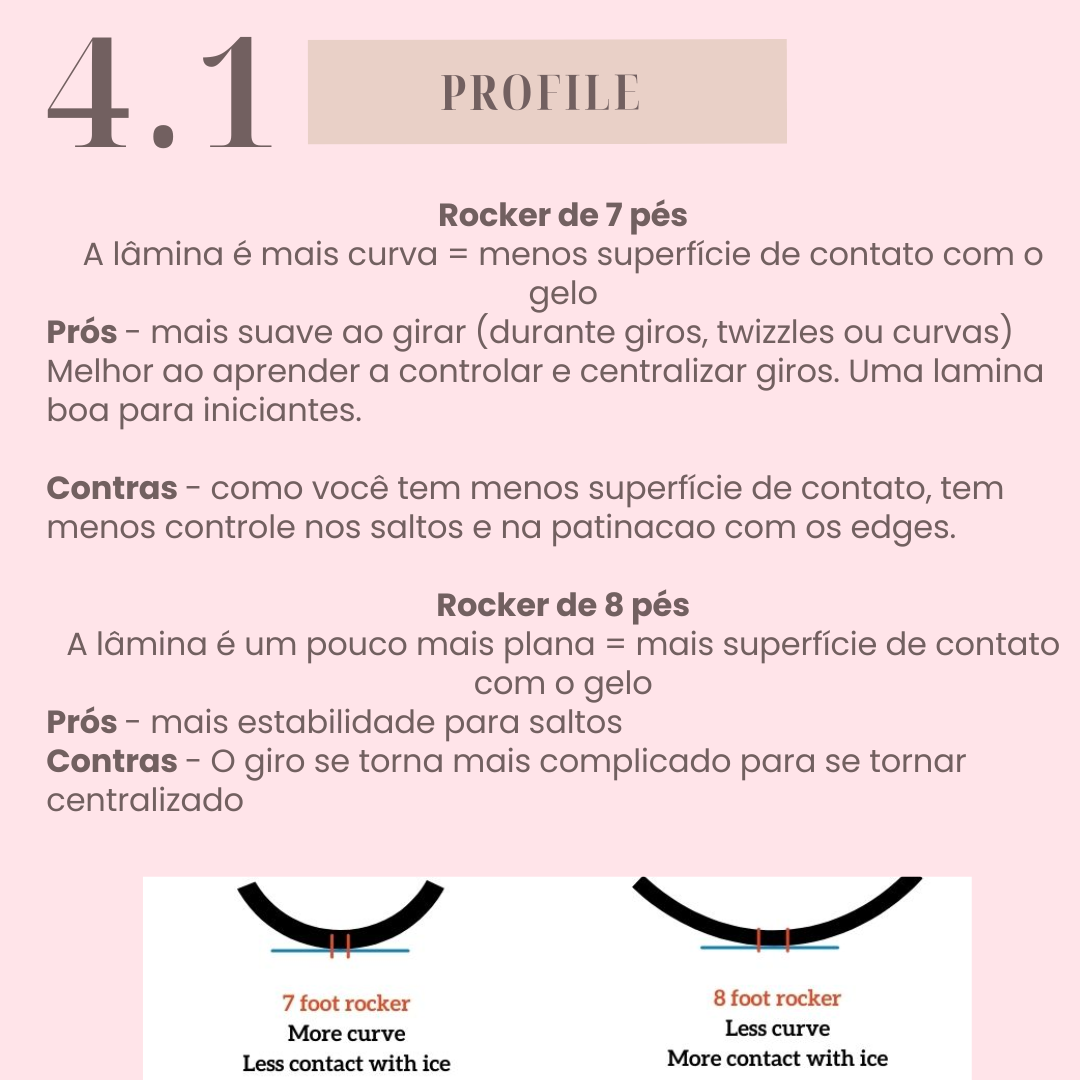 4.1
PROFILE
Rocker de 7 pés
A lâmina é mais curva = menos superfície de contato com o
gelo
Prós - mais suave ao girar (durante giros, twizzles ou curvas)
Melhor ao aprender a controlar e centralizar giros. Uma lamina
boa para iniciantes.
Contras - como você tem menos superfície de contato, tem
menos controle nos saltos e na patinacao com os edges.
Rocker de 8 pés
A lâmina é um pouco mais plana = mais superfície de contato
com o gelo
Prós - mais estabilidade para saltos
Contras - O giro se torna mais complicado para se tornar
centralizado
7 foot rocker
More curve
Less contact with ice
8 foot rocker
Less curve
More contact with ice